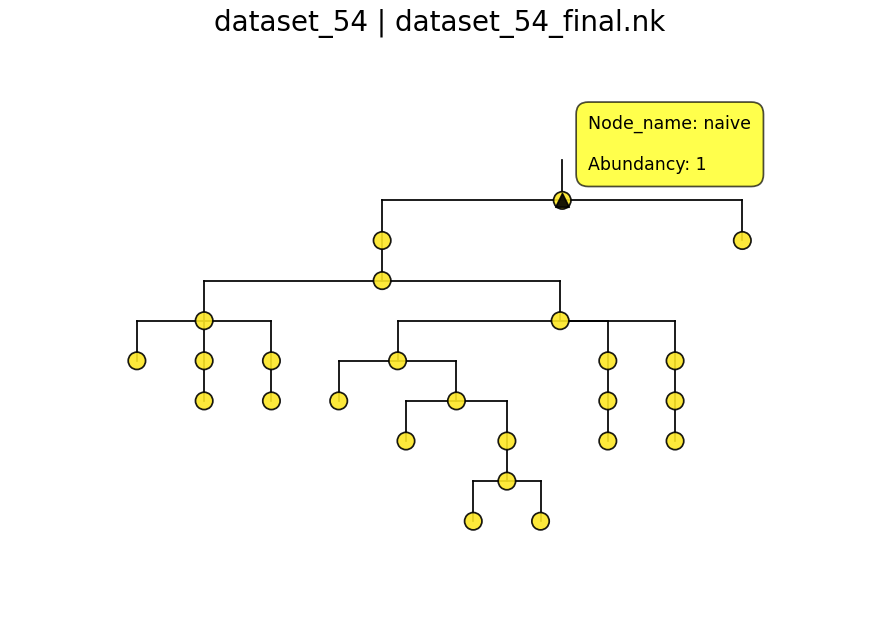 dataset_54 | dataset_54_final.nk
Node_name: naive
Abundancy: 1